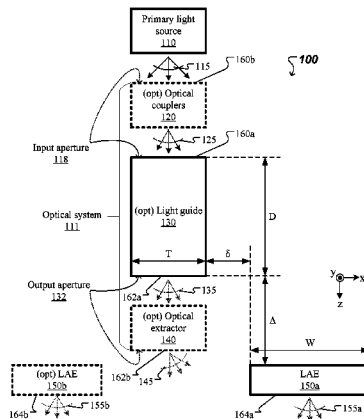 Primary light
source
110
100
115
160b
(opt) Optical
couplers
120
125
160a
Input aperture
118
(opt) Light guide
130
D
Optical system
111
T
δ
Output aperture
132
162a
135
y
x
z
(opt) Optical
extractor
140
Δ
W
162b
145
(opt) LAE
150b
LAE
150a
164b
155b
164a
155a